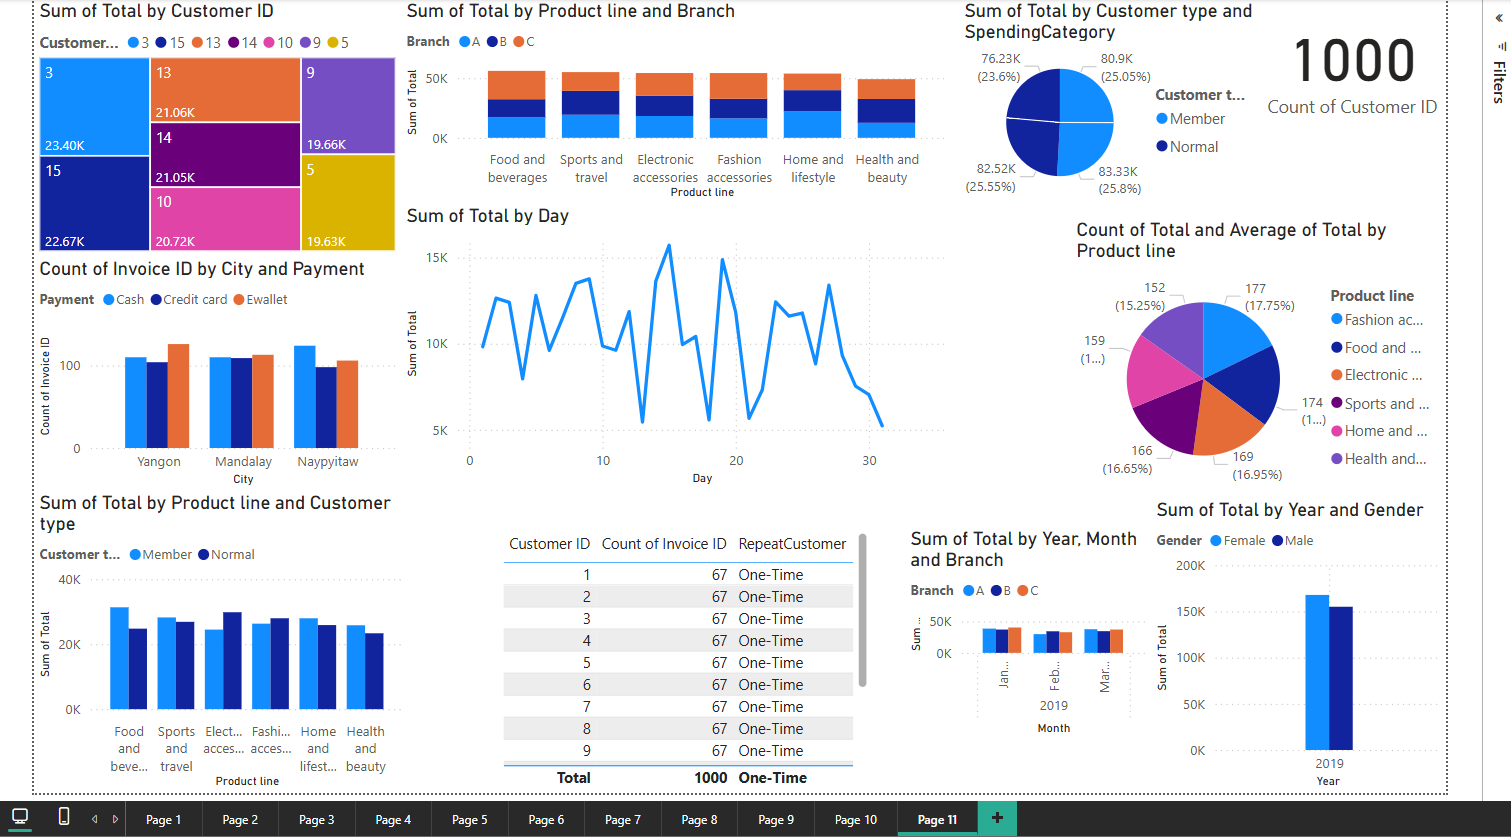 Sum of Total by Customer ID
Customer... 3 15 13 14 10 9 5
3
23.40K
15
22.67K
13
21.06K
14
21.05K
10
20.72K
9
19.66K
5
19.63K
Sum of Total by Product line and Branch
Branch A B C
Sum of Total
50K
0K
Food and beverages
Sports and travel
Electronic accessories
Fashion accessories
Home and lifestyle
Health and beauty
Product line
Sum of Total by Customer type and
SpendingCategory
76.23K
(23.6%)
80.9K
(25.05%)
82.52K
(25.55%)
83.33K
(25.8%)
Customer t...
Member
Normal
1000
Count of Customer ID
Filters
Count of Invoice ID by City and Payment
Payment Cash Credit card Ewallet
Count of Invoice ID
100
0
Yangon Mandalay Naypyitaw
City
Sum of Total by Day
Sum of Total
15K
10K
5K
0 10 20 30
Day
Count of Total and Average of Total by
Product line
152
(15.25%)
177
(17.75%)
159
(1...)
174
(1...)
166
(16.65%)
169
(16.95%)
Product line
Fashion ac...
Food and ...
Electronic ...
Sports and ...
Home and ...
Health and...
Sum of Total by Product line and Customer
type
Customer t... Member Normal
Sum of Total
40K
20K
0K
Food and beve...
Sports and travel
Elect... acces...
Fashi... acces...
Home and lifest...
Health and beauty
Product line
Customer ID Count of Invoice ID RepeatCustomer
1 67 One-Time
2 67 One-Time
3 67 One-Time
4 67 One-Time
5 67 One-Time
6 67 One-Time
7 67 One-Time
8 67 One-Time
9 67 One-Time
Total 1000 One-Time
Sum of Total by Year, Month
and Branch
Branch A B C
Sum ...
50K
0K
Jan...
Feb...
Mar...
2019
Month
Sum of Total by Year and Gender
Gender Female Male
Sum of Total
200K
150K
100K
50K
0K
2019
Year
Page 1 Page 2 Page 3 Page 4 Page 5 Page 6 Page 7 Page 8 Page 9 Page 10 Page 11 +